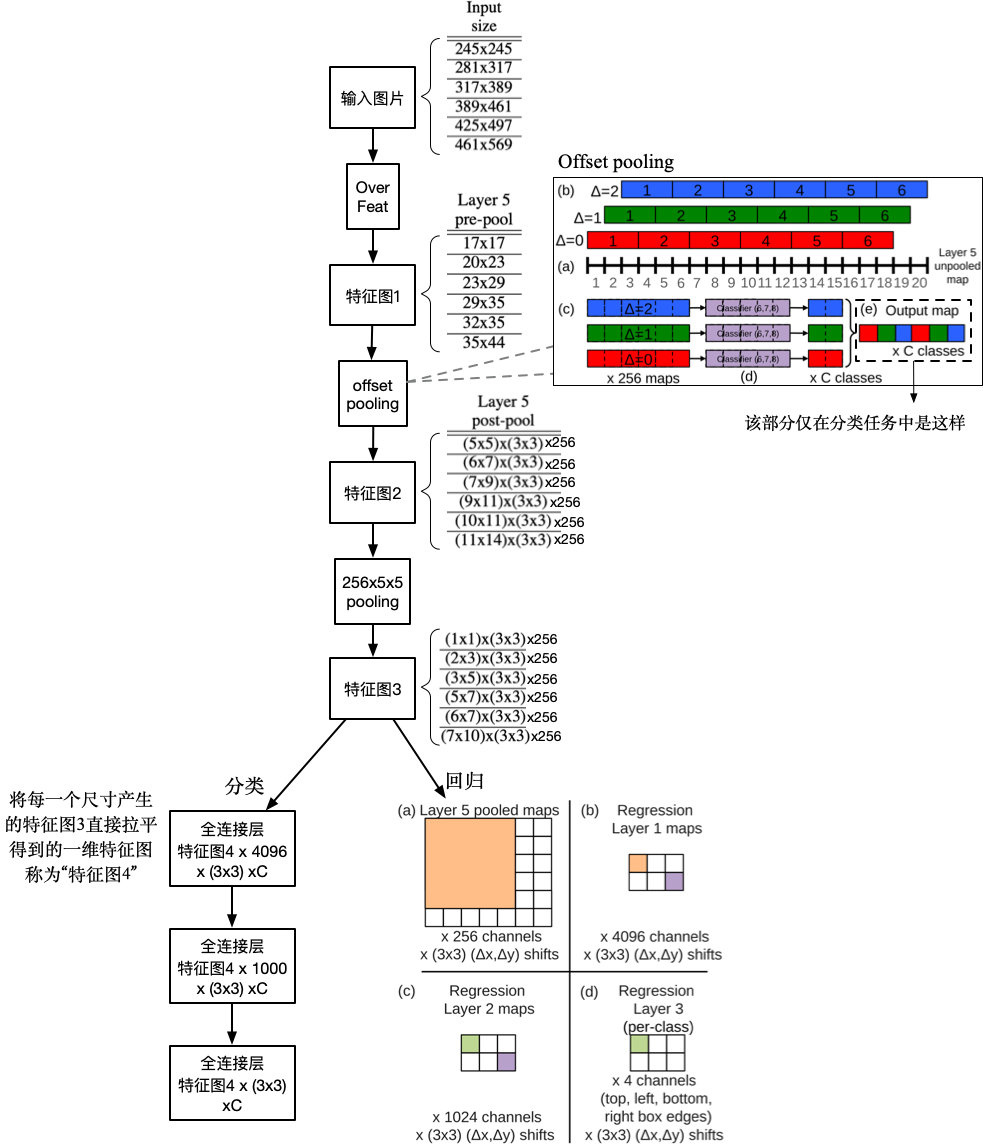 Input
size
245x245
281x317
317x389
389x461
425x497
461x569
输入图片
Over
Feat
Layer 5
pre-pool
17x17
20x23
23x29
29x35
32x35
35x44
特征图1
offset
pooling
Offset pooling
(b) Δ=2 1 2 3 4 5 6
Δ=1 1 2 3 4 5 6
Δ=0 1 2 3 4 5 6
(a)
Layer 5
unpooled
map
1 2 3 4 5 6 7 8 9 10 11 12 13 14 15 16 17 18 19 20
(c) Δ=2 Classifier (6,7,8)
Δ=1 Classifier (6,7,8)
Δ=0 Classifier (6,7,8)
x 256 maps
(d)
x C classes
(e) Output map
x C classes
该部分仅在分类任务中是这样
Layer 5
post-pool
(5x5)x(3x3)x256
(6x7)x(3x3)x256
(7x9)x(3x3)x256
(9x11)x(3x3)x256
(10x11)x(3x3)x256
(11x14)x(3x3)x256
特征图2
256x5x5
pooling
(1x1)x(3x3)x256
(2x3)x(3x3)x256
(3x5)x(3x3)x256
(5x7)x(3x3)x256
(6x7)x(3x3)x256
(7x10)x(3x3)x256
特征图3
分类
回归
将每一个尺寸产生
的特征图3直接拉平
得到的一维特征图
称为“特征图4”
全连接层
特征图4 x 4096
x (3x3) xC
全连接层
特征图4 x 1000
x (3x3) xC
全连接层
特征图4 x (3x3)
xC
(a) Layer 5 pooled maps
x 256 channels
x (3x3) (Δx,Δy) shifts
(b) Regression
Layer 1 maps
x 4096 channels
x (3x3) (Δx,Δy) shifts
(c) Regression
Layer 2 maps
x 1024 channels
x (3x3) (Δx,Δy) shifts
(d) Regression
Layer 3
(per-class)
x 4 channels
(top, left, bottom,
right box edges)
x (3x3) (Δx,Δy) shifts